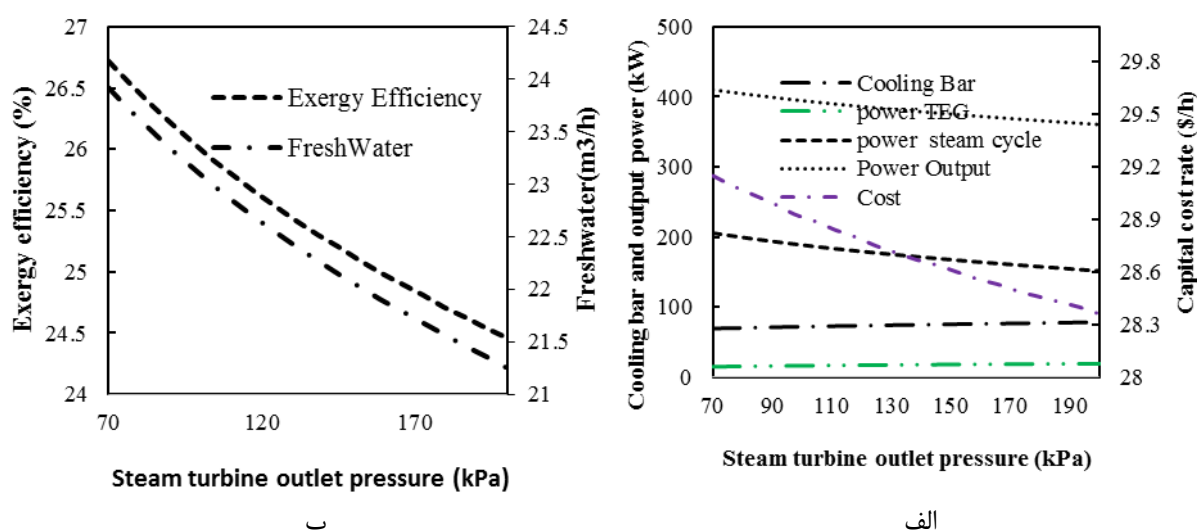 Exergy efficiency (%)
27
26.5
26
25.5
25
24.5
24
Exergy Efficiency
FreshWater
24.5
24
23.5
23
22.5
22
21.5
21
Freshwater(m3/h)
70
120
170
Steam turbine outlet pressure (kPa)
ب
Cooling bar and output power (kW)
500
400
300
200
100
0
Cooling Bar
power TEG
power steam cycle
Power Output
Cost
29.8
29.5
29.2
28.9
28.6
28.3
28
Capital cost rate ($/h)
70 90 110 130 150 170 190
Steam turbine outlet pressure (kPa)
الف